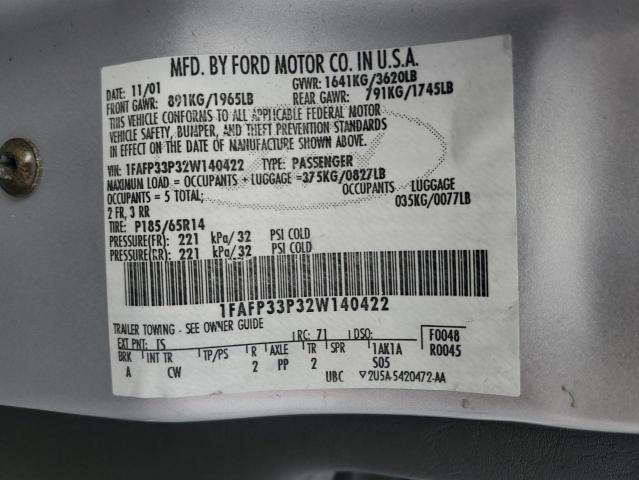 MFD. BY FORD MOTOR CO. IN U.S.A.
DATE: 11/01 GVWR: 1641KG/3620LB
FRONT GAWR: 891KG/1965LB REAR GAWR: 791KG/1745LB
THIS VEHICLE CONFORMS TO ALL APPLICABLE FEDERAL MOTOR
VEHICLE SAFETY, BUMPER, AND THEFT PREVENTION STANDARDS
IN EFFECT ON THE DATE OF MANUFACTURE SHOWN ABOVE.
VIN: 1FAFP33P32W140422 TYPE: PASSENGER
MAXIMUM LOAD = OCCUPANTS + LUGGAGE =375KG/0827LB
OCCUPANTS = 5 TOTAL: OCCUPANTS LUGGAGE
2 FR, 3 RR 035KG/0077LB
TIRE: P185/65R14
PRESSURE(FR): 221 kPa/32 PSI COLD
PRESSURE(RR): 221 kPa/32 PSI COLD
1FAFP33P32W140422
TRAILER TOWING - SEE OWNER GUIDE
EXT PNT: TS RC: 71 DSO: F0048
BRK INT TR TP/PS R AXLE TR SPR 1AK1A R0045
A CW 2 PP 2 S05
UBC ▽2U5A-5420472-AA